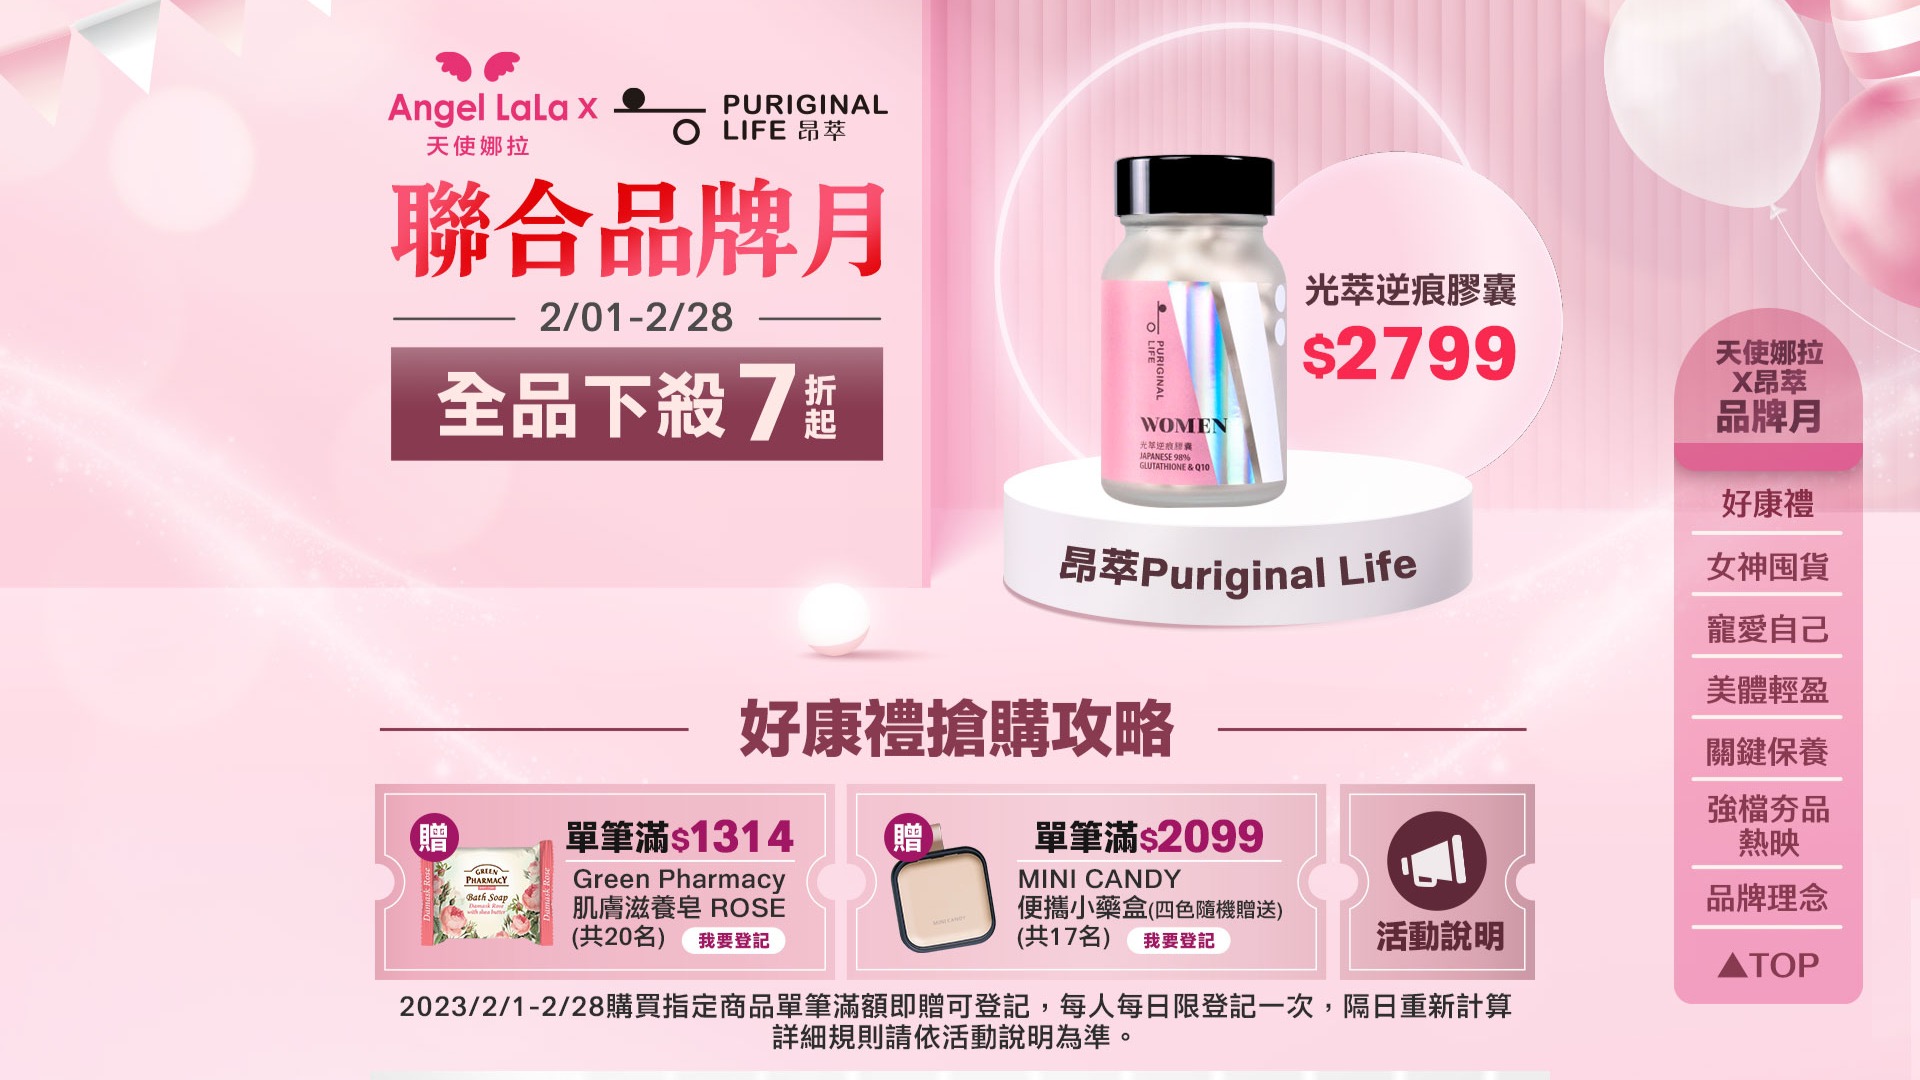 Angel LaLa X
天使娜拉
PURIGINAL
LIFE 昂萃
聯合品牌月
2/01-2/28
全品下殺7折起
光萃逆痕膠囊
$2799
PURIGINAL
LIFE
WOMEN
光萃逆痕膠囊
JAPANESE 98%
GLUTATHIONE & Q10
昂萃Puriginal Life
天使娜拉
X昂萃
品牌月
好康禮
女神囤貨
寵愛自己
美體輕盈
關鍵保養
強檔夯品
熱映
品牌理念
▲TOP
好康禮搶購攻略
贈
單筆滿$1314
Green Pharmacy
肌膚滋養皂 ROSE
(共20名)
我要登記
GREEN
PHARMACY
Bath Soap
Damask Rose
with shea butter
Damask Rose
Damask Rose
贈
單筆滿$2099
MINI CANDY
便攜小藥盒(四色隨機贈送)
(共17名)
我要登記
MINI CANDY
活動說明
2023/2/1-2/28購買指定商品單筆滿額即贈可登記，每人每日限登記一次，隔日重新計算
詳細規則請依活動說明為準。